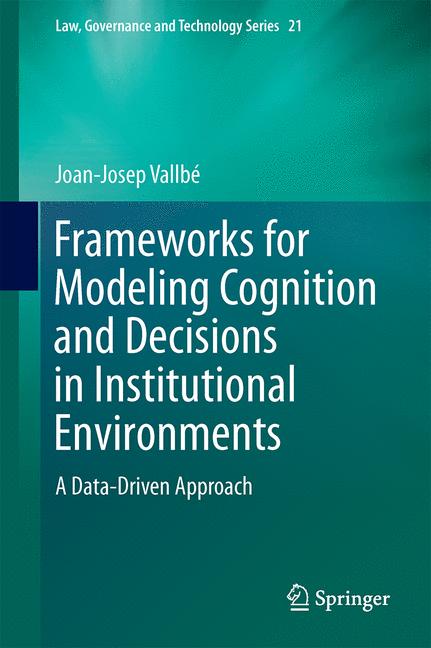 Law, Governance and Technology Series 21
Joan-Josep Vallbé
Frameworks for
Modeling Cognition
and Decisions
in Institutional
Environments
A Data-Driven Approach
Springer